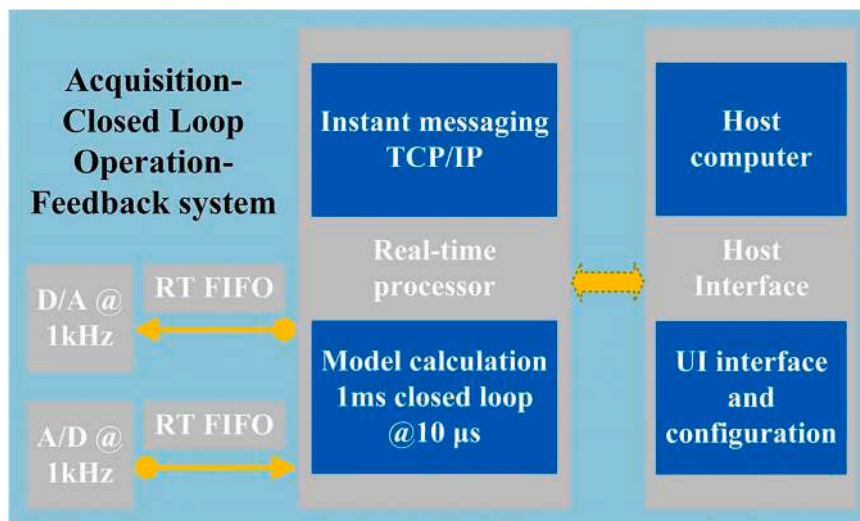 Acquisition-
Closed Loop
Operation-
Feedback system
D/A @
1kHz
RT FIFO
A/D @
1kHz
RT FIFO
Instant messaging
TCP/IP
Real-time
processor
Model calculation
1ms closed loop
@10 μs
Host
computer
Host
Interface
UI interface
and
configuration